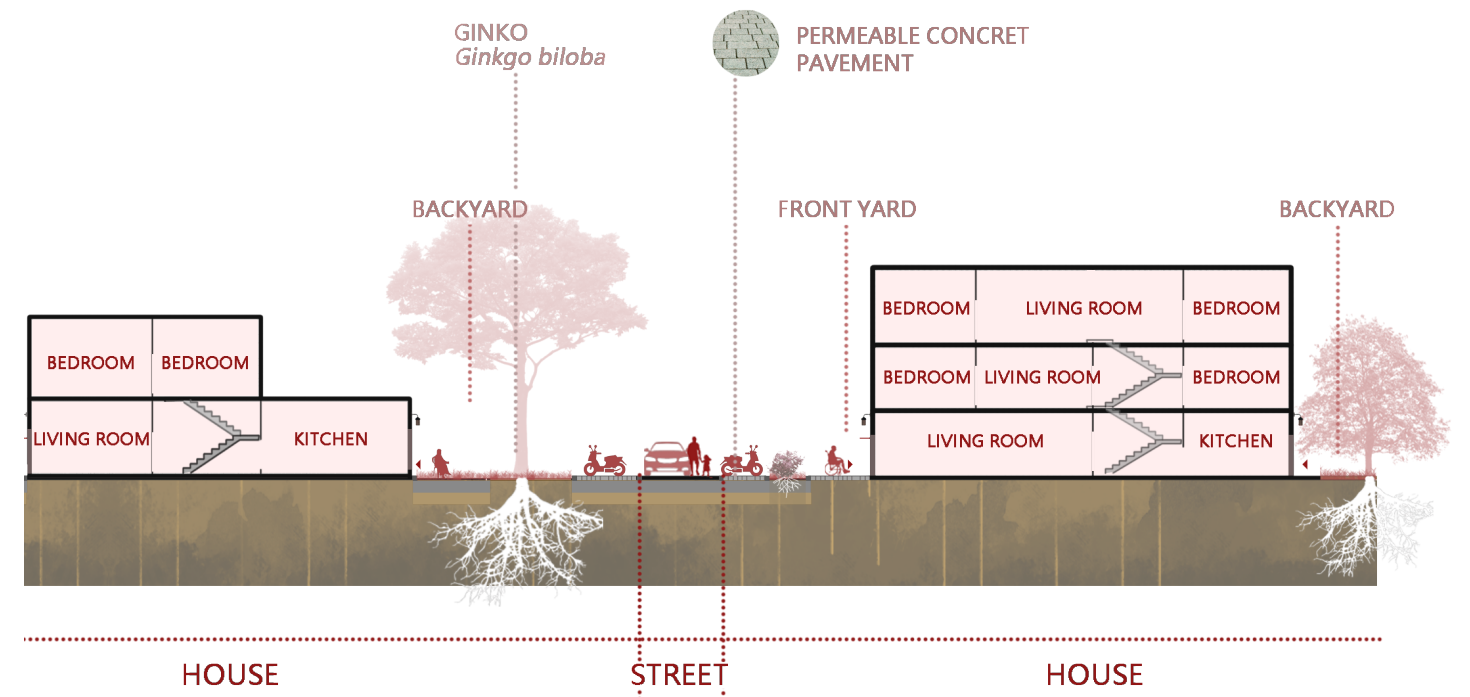 GINKO
Ginkgo biloba
PERMEABLE CONCRET
PAVEMENT
BACKYARD
FRONT YARD
BACKYARD
BEDROOM
LIVING ROOM
BEDROOM
BEDROOM
BEDROOM
BEDROOM
LIVING ROOM
BEDROOM
LIVING ROOM
KITCHEN
LIVING ROOM
KITCHEN
HOUSE
STREET
HOUSE